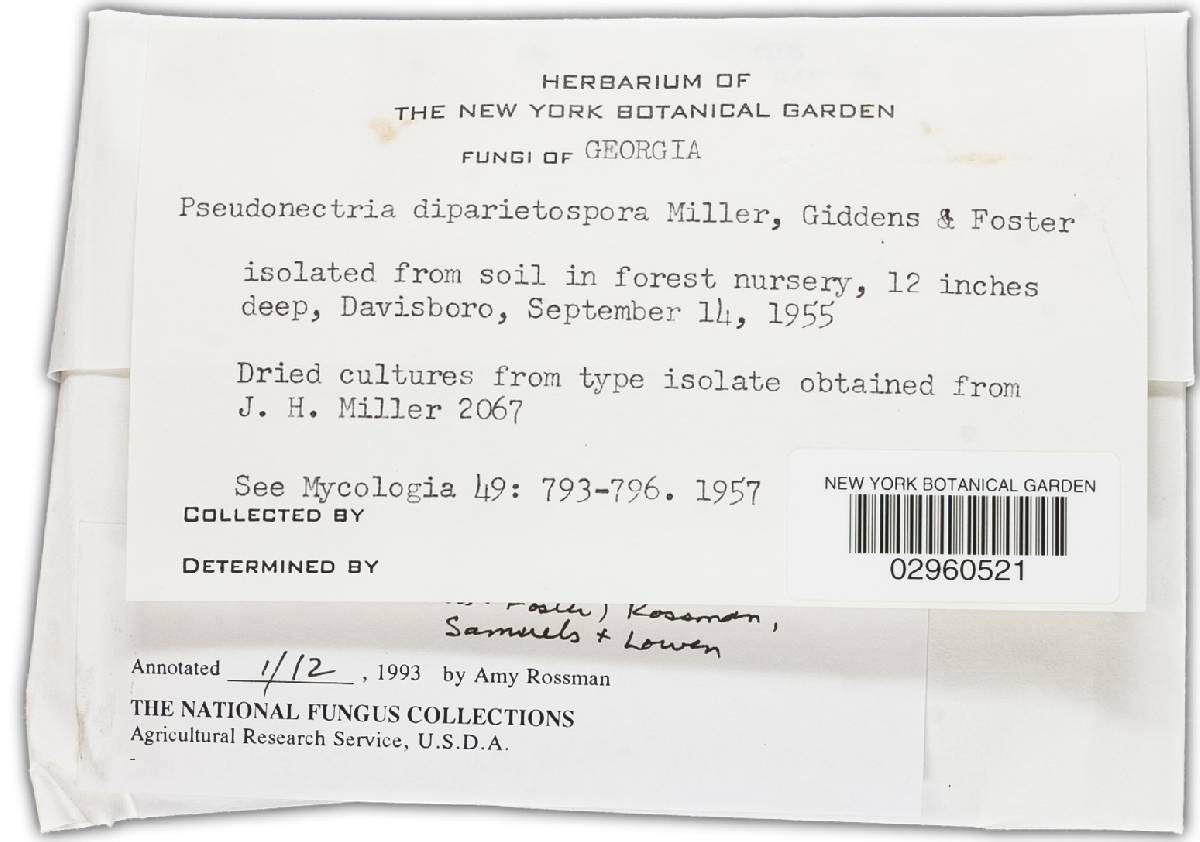 HERBARIUM OF
THE NEW YORK BOTANICAL GARDEN
FUNGI OF GEORGIA
Pseudonectria diparietospora Miller, Giddens & Foster
isolated from soil in forest nursery, 12 inches
deep, Davisboro, September 14, 1955
Dried cultures from type isolate obtained from
J. H. Miller 2067
See Mycologia 49: 793-796. 1957
COLLECTED BY
DETERMINED BY
NEW YORK BOTANICAL GARDEN
02960521
Foster) Rossman,
Samuels + Lowen
Annotated 1/12, 1993 by Amy Rossman
THE NATIONAL FUNGUS COLLECTIONS
Agricultural Research Service, U.S.D.A.